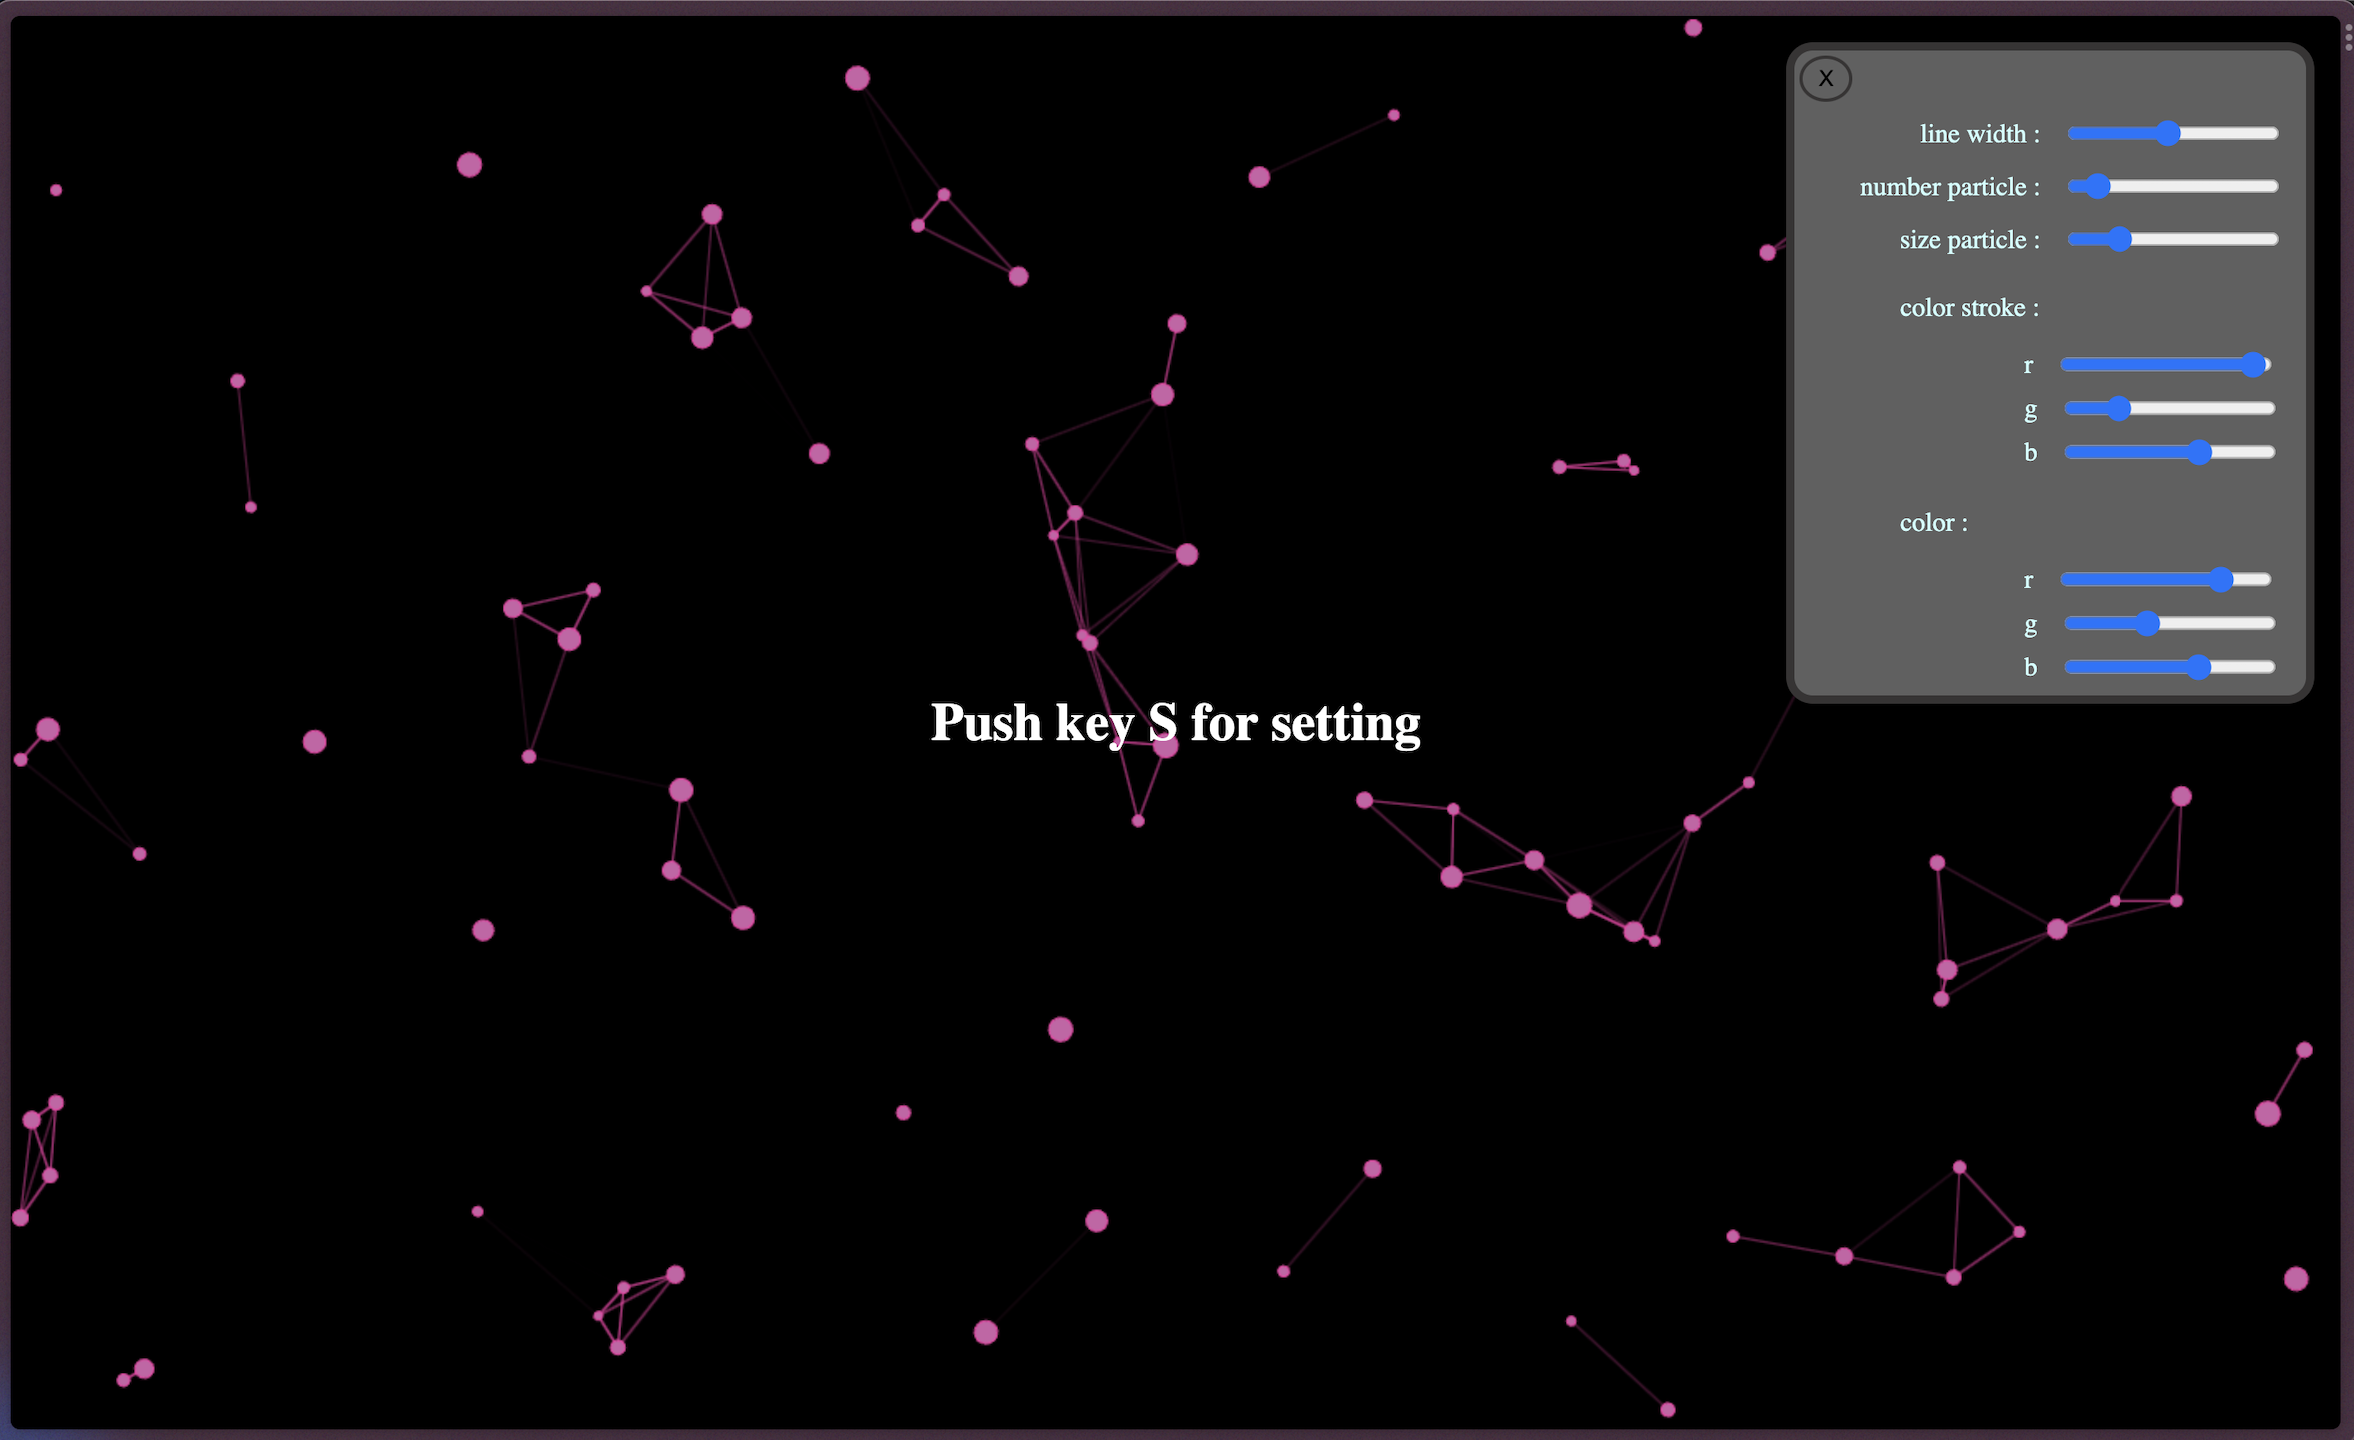 X
line width :
number particle :
size particle :
color stroke :
r
g
b
color :
r
g
b
Push key S for setting